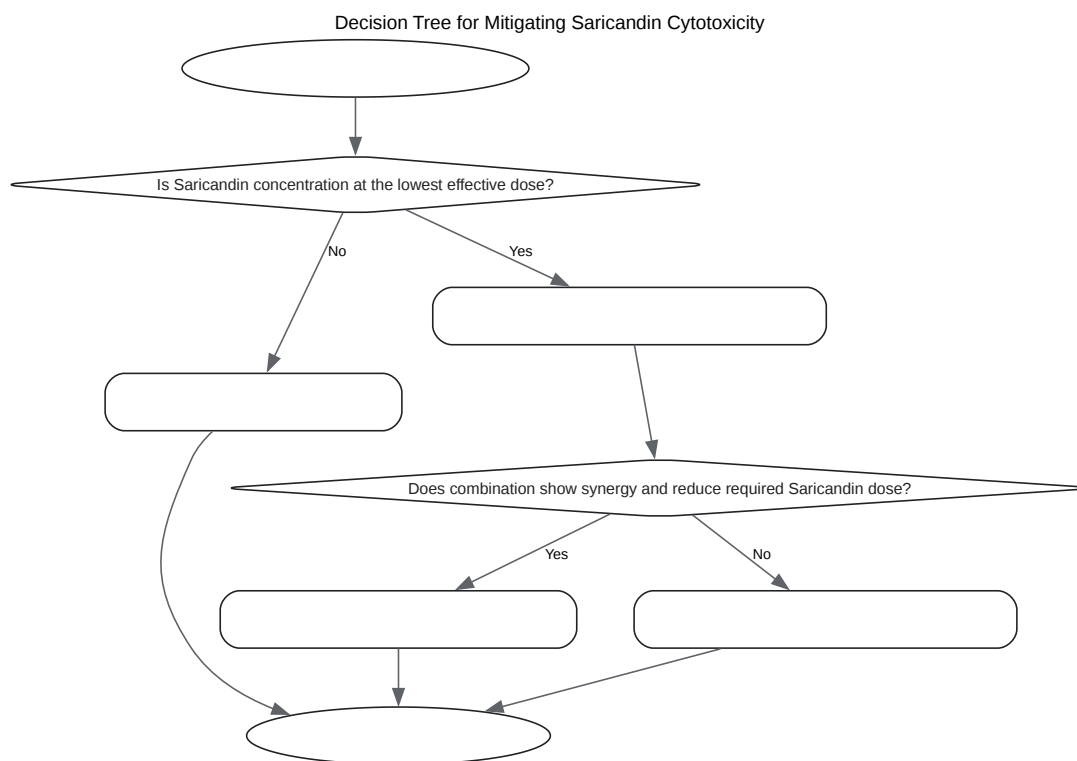 Decision Tree for Mitigating Saricandin Cytotoxicity
Is Saricandin concentration at the lowest effective dose?
No
Yes
Does combination show synergy and reduce required Saricandin dose?
Yes
No